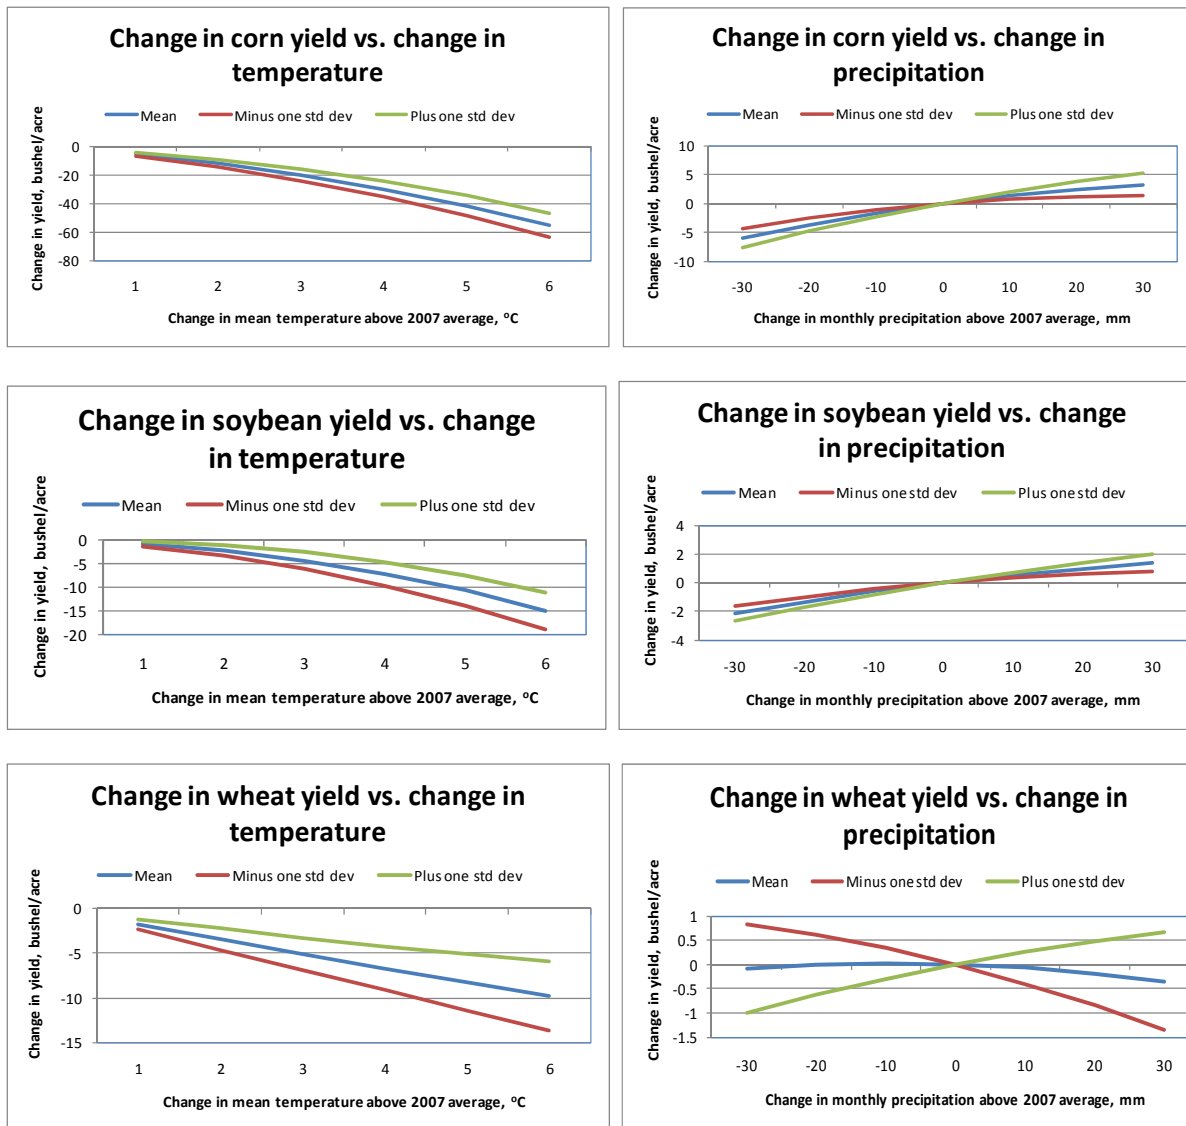 Change in corn yield vs. change in
temperature
Mean Minus one std dev Plus one std dev
Change in yield, bushel/acre
0
-20
-40
-60
-80
1 2 3 4 5 6
Change in mean temperature above 2007 average, °C
Change in corn yield vs. change in
precipitation
Mean Minus one std dev Plus one std dev
Change in yield, bushel/acre
10
5
0
-5
-10
-30 -20 -10 0 10 20 30
Change in monthly precipitation above 2007 average, mm
Change in soybean yield vs. change
in temperature
Mean Minus one std dev Plus one std dev
Change in yield, bushel/acre
0
-5
-10
-15
-20
1 2 3 4 5 6
Change in mean temperature above 2007 average, °C
Change in soybean yield vs. change
in precipitation
Mean Minus one std dev Plus one std dev
Change in yield, bushel/acre
4
2
0
-2
-4
-30 -20 -10 0 10 20 30
Change in monthly precipitation above 2007 average, mm
Change in wheat yield vs. change in
temperature
Mean Minus one std dev Plus one std dev
Change in yield, bushel/acre
0
-5
-10
-15
1 2 3 4 5 6
Change in mean temperature above 2007 average, °C
Change in wheat yield vs. change in
precipitation
Mean Minus one std dev Plus one std dev
Change in yield, bushel/acre
1
0.5
0
-0.5
-1
-1.5
-30 -20 -10 0 10 20 30
Change in monthly precipitation above 2007 average, mm